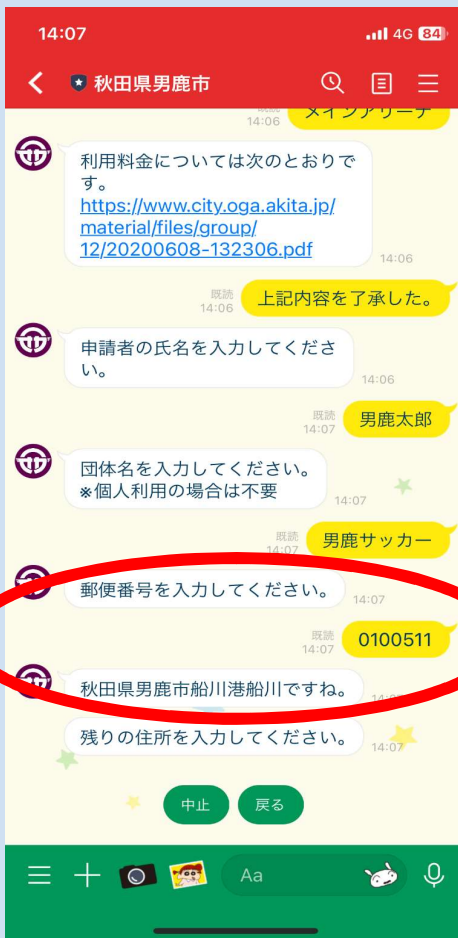 14:07
4G 84
秋田県男鹿市
メインアリーナ
14:06
利用料金については次のとおりで
す。
https://www.city.oga.akita.jp/
material/files/group/
12/20200608-132306.pdf
14:06
既読
14:06
上記内容を了承した。
申請者の氏名を入力してくださ
い。
14:06
既読
14:07
男鹿太郎
団体名を入力してください。
※個人利用の場合は不要
14:07
既読
14:07
男鹿サッカー
郵便番号を入力してください。
14:07
既読
14:07
0100511
秋田県男鹿市船川港船川ですね。
残りの住所を入力してください。
14:07
中止
戻る
Aa